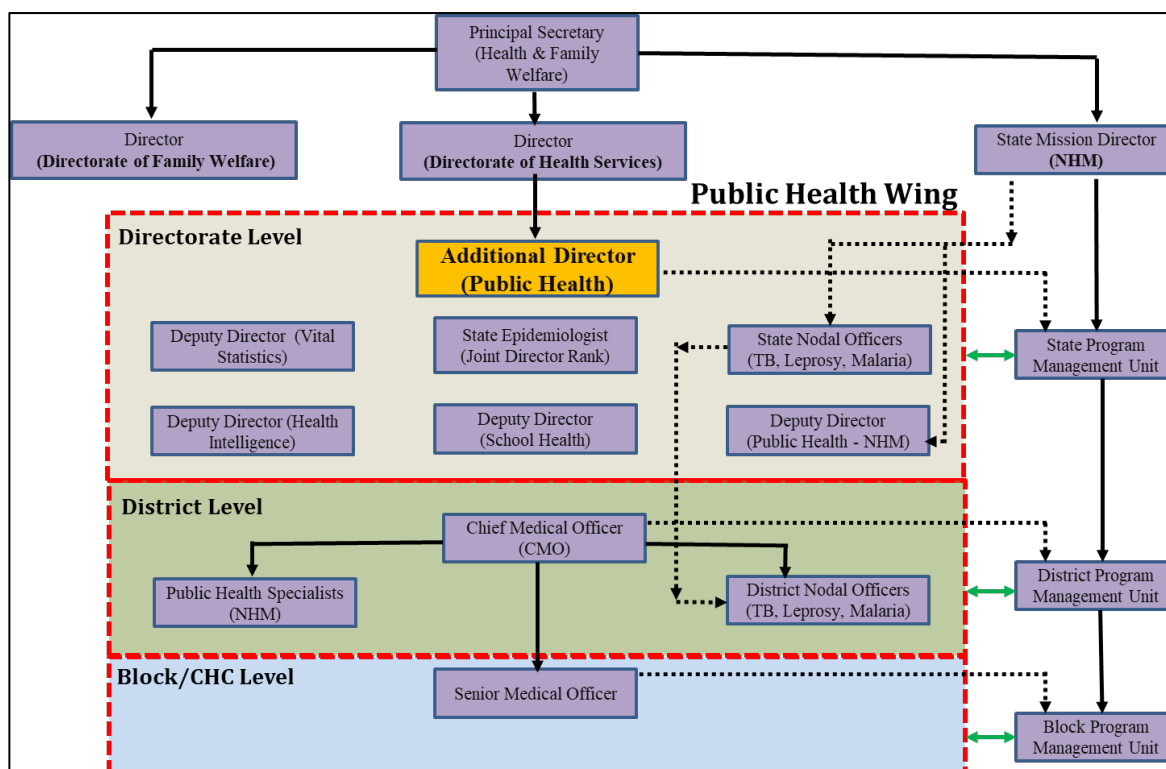 Principal Secretary
(Health & Family
Welfare)
Director
(Directorate of Family Welfare)
Director
(Directorate of Health Services)
State Mission Director
(NHM)
Public Health Wing
Directorate Level
Additional Director
(Public Health)
Deputy Director (Vital
Statistics)
State Epidemiologist
(Joint Director Rank)
State Nodal Officers
(TB, Leprosy, Malaria)
State Program
Management Unit
Deputy Director (Health
Intelligence)
Deputy Director
(School Health)
Deputy Director
(Public Health - NHM)
District Level
Chief Medical Officer
(CMO)
Public Health Specialists
(NHM)
District Nodal Officers
(TB, Leprosy, Malaria)
District Program
Management Unit
Block/CHC Level
Senior Medical Officer
Block Program
Management Unit